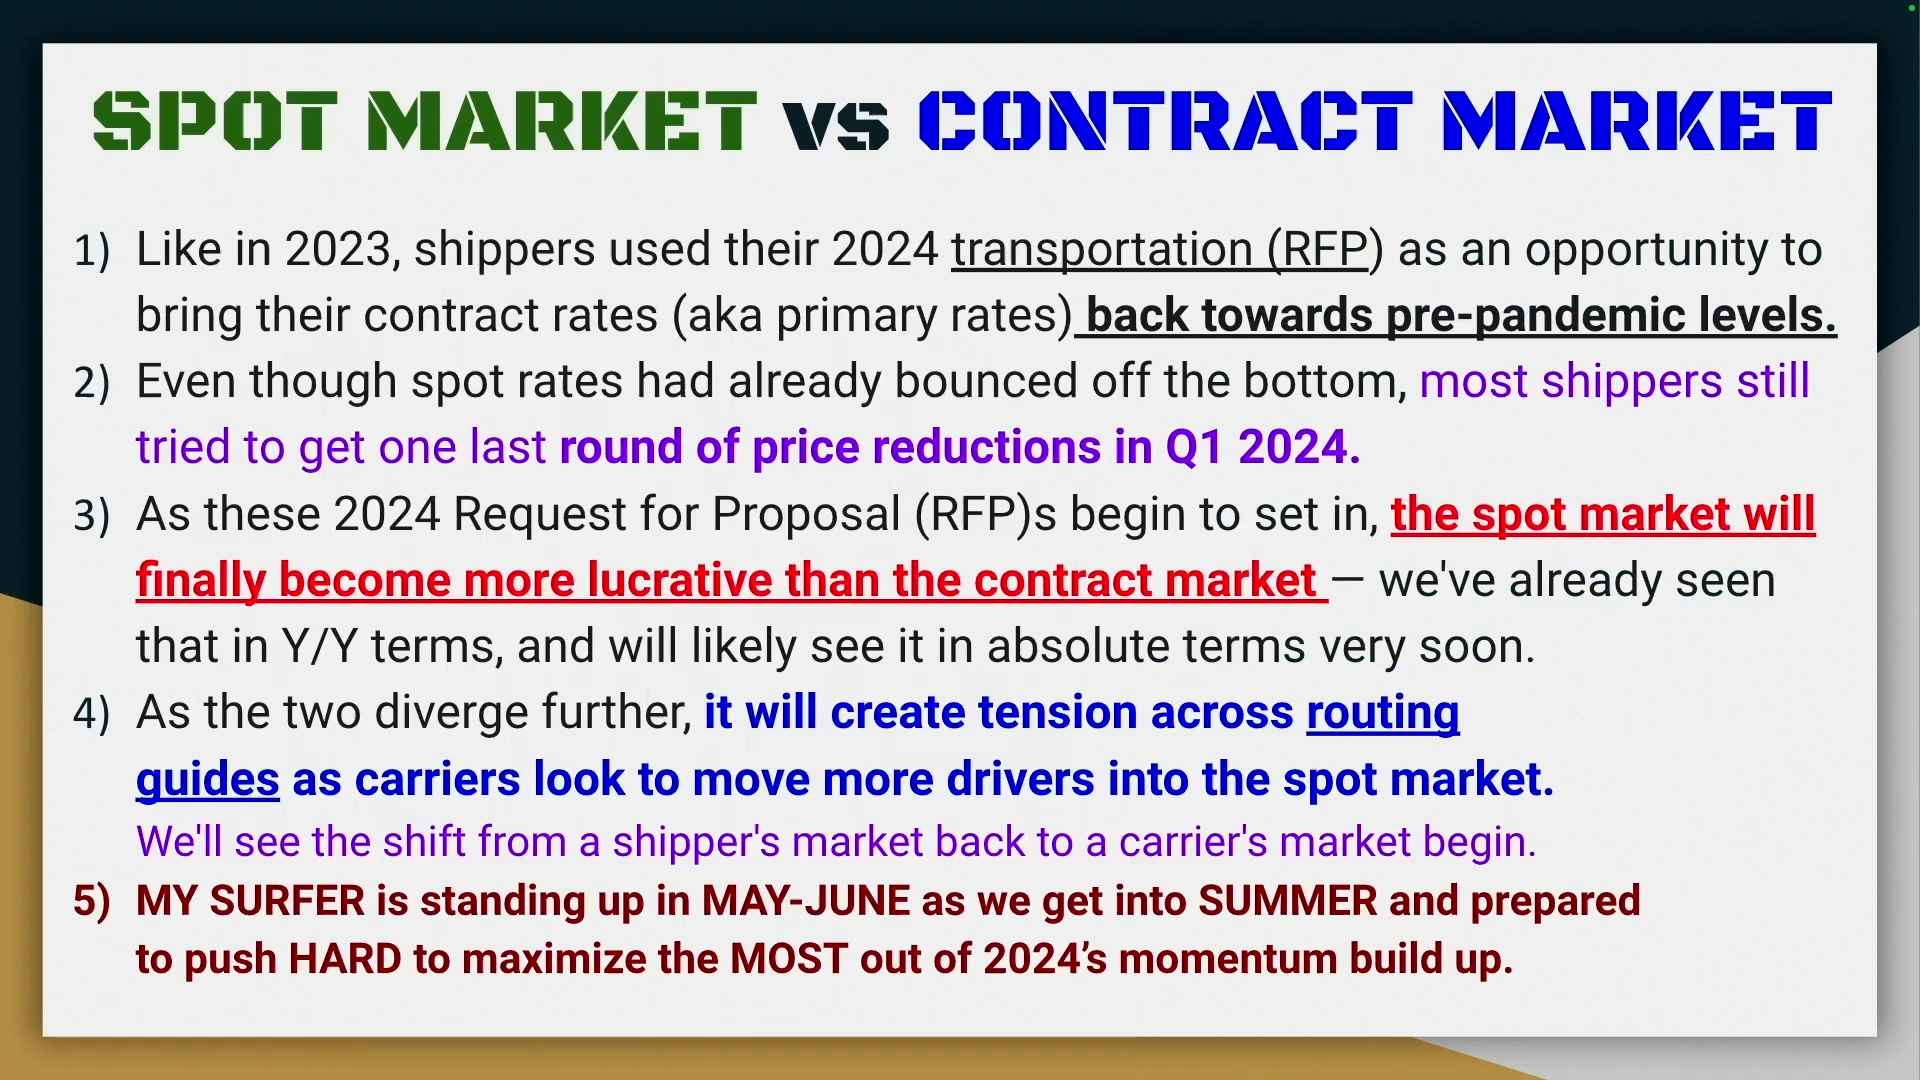 SPOT MARKET vs CONTRACT MARKET
1) Like in 2023, shippers used their 2024 transportation (RFP) as an opportunity to
bring their contract rates (aka primary rates) back towards pre-pandemic levels.
2) Even though spot rates had already bounced off the bottom, most shippers still
tried to get one last round of price reductions in Q1 2024.
3) As these 2024 Request for Proposal (RFP)s begin to set in, the spot market will
finally become more lucrative than the contract market — we've already seen
that in Y/Y terms, and will likely see it in absolute terms very soon.
4) As the two diverge further, it will create tension across routing
guides as carriers look to move more drivers into the spot market.
We'll see the shift from a shipper's market back to a carrier's market begin.
5) MY SURFER is standing up in MAY-JUNE as we get into SUMMER and prepared
to push HARD to maximize the MOST out of 2024’s momentum build up.